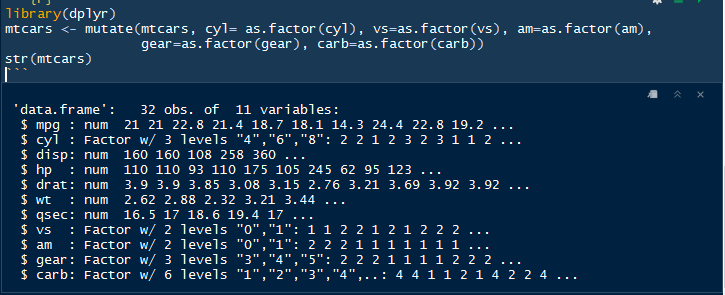 library(dplyr)
mtcars <- mutate(mtcars, cyl= as.factor(cyl), vs=as.factor(vs), am=as.factor(am),
gear=as.factor(gear), carb=as.factor(carb))
str(mtcars)
```
'data.frame':   32 obs. of  11 variables:
$ mpg : num  21 21 22.8 21.4 18.7 18.1 14.3 24.4 22.8 19.2 ...
$ cyl : Factor w/ 3 levels "4","6","8": 2 2 1 2 3 2 3 1 1 2 ...
$ disp: num  160 160 108 258 360 ...
$ hp  : num  110 110 93 110 175 105 245 62 95 123 ...
$ drat: num  3.9 3.9 3.85 3.08 3.15 2.76 3.21 3.69 3.92 3.92 ...
$ wt  : num  2.62 2.88 2.32 3.21 3.44 ...
$ qsec: num  16.5 17 18.6 19.4 17 ...
$ vs  : Factor w/ 2 levels "0","1": 1 1 2 2 1 2 1 2 2 2 ...
$ am  : Factor w/ 2 levels "0","1": 2 2 2 1 1 1 1 1 1 1 ...
$ gear: Factor w/ 3 levels "3","4","5": 2 2 2 1 1 1 1 2 2 2 ...
$ carb: Factor w/ 6 levels "1","2","3","4",..: 4 4 1 1 2 1 4 2 2 4 ...